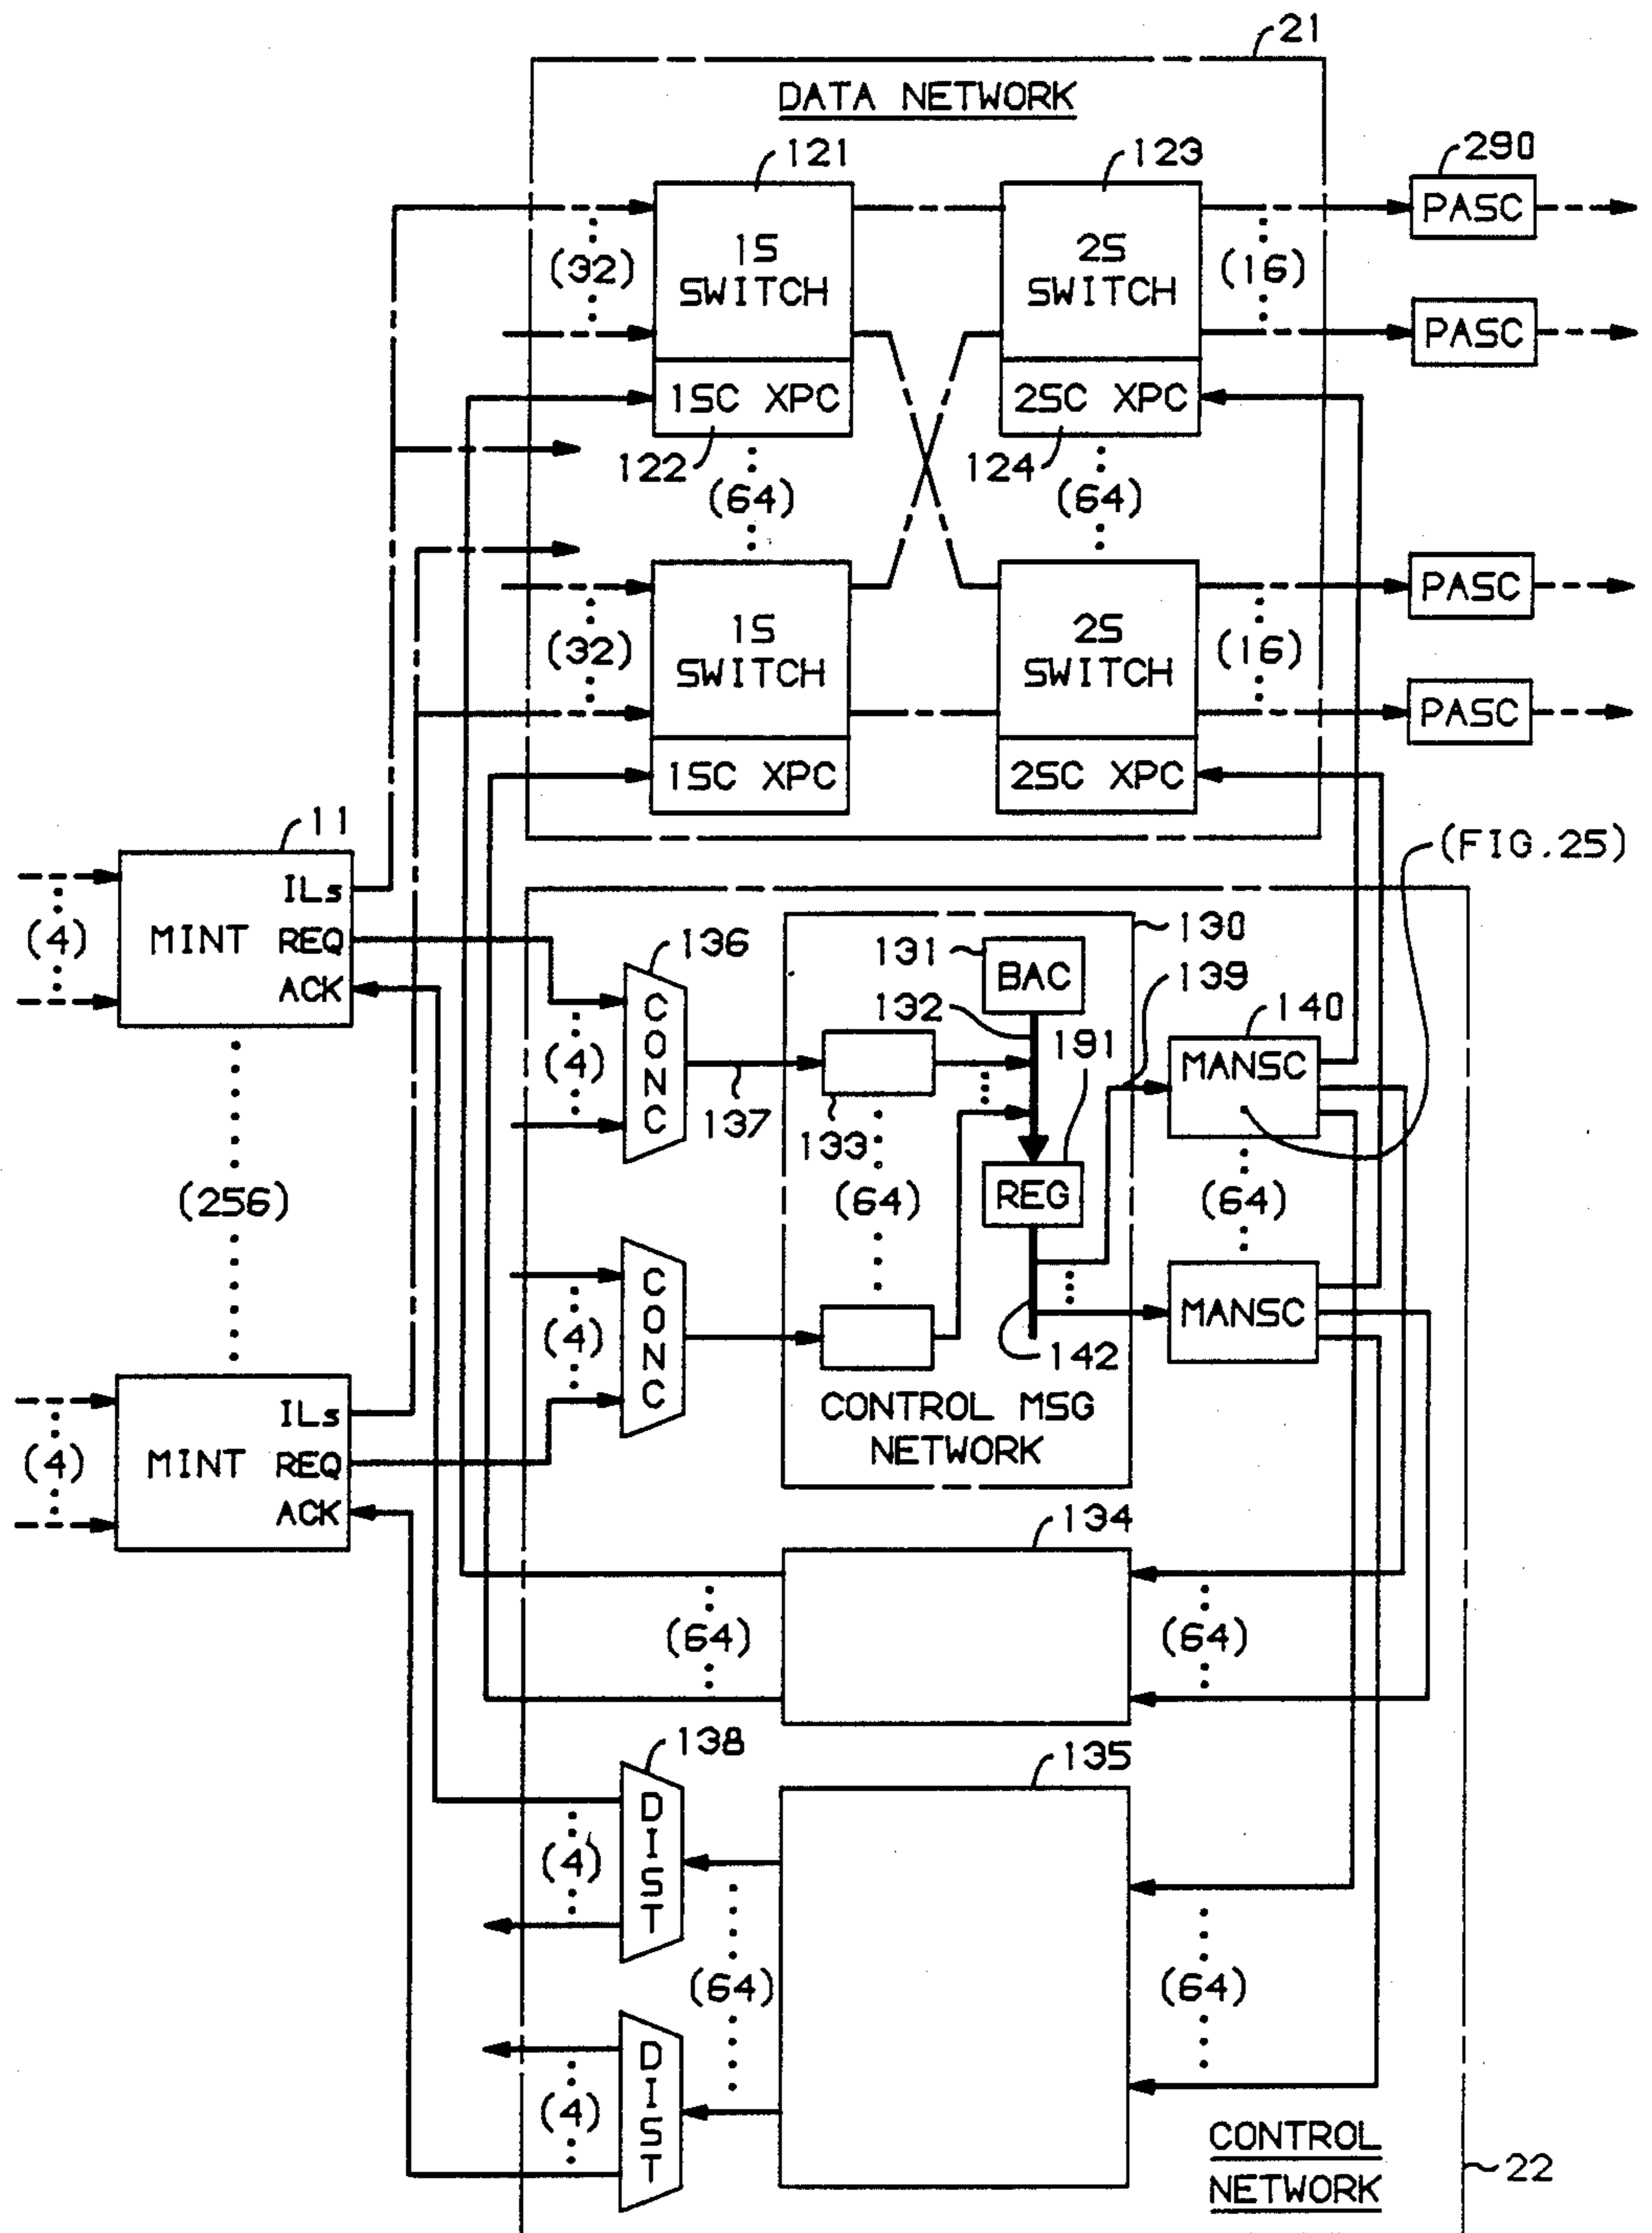 21
DATA NETWORK
121
123
290
PASC
(32)
1S
SWITCH
2S
SWITCH
(16)
PASC
1SC XPC
2SC XPC
122
(64)
124
(64)
PASC
(32)
1S
SWITCH
2S
SWITCH
(16)
PASC
1SC XPC
2SC XPC
11
(FIG.25)
ILs
(4)
MINT
REQ
ACK
136
CONC
(4)
137
130
131
BAC
132
139
191
133
(64)
REG
140
MANSC
(64)
(256)
CONC
(4)
MANSC
142
CONTROL MSG
NETWORK
ILs
(4)
MINT
REQ
ACK
134
(64)
(64)
138
DIST
(4)
135
(64)
(64)
DIST
(4)
CONTROL
NETWORK
22